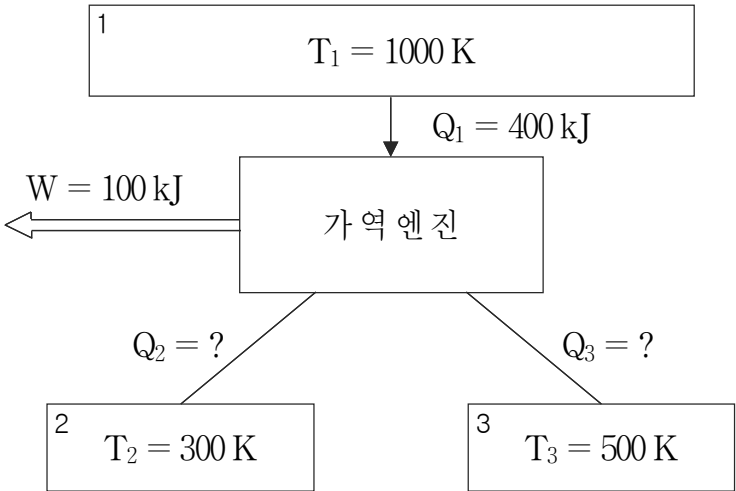 1
T₁ = 1000 K
Q₁ = 400 kJ
W = 100 kJ
가역엔진
Q₂ = ?
Q₃ = ?
2
T₂ = 300 K
3
T₃ = 500 K